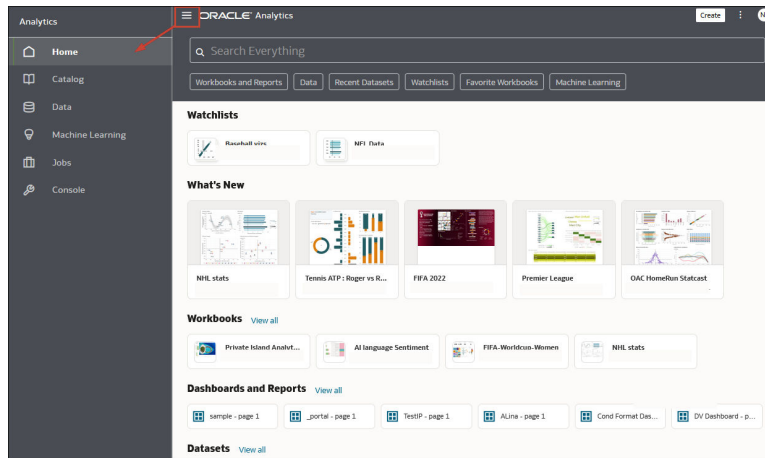 Analytics
Home
Catalog
Data
Machine Learning
Jobs
Console
ORACLE Analytics
Create
N
Search Everything
Workbooks and Reports
Data
Recent Datasets
Watchlists
Favorite Workbooks
Machine Learning
Watchlists
Baseball vizs
NFL Data
What's New
NHL stats
Tennis ATP : Roger vs R...
FIFA 2022
Premier League
OAC HomeRun Statcast
Workbooks View all
Private Island Analyt...
AI language Sentiment
FIFA-Worldcup-Women
NHL stats
Dashboards and Reports View all
sample - page 1
_portal - page 1
TestIP - page 1
ALina - page 1
Cond Format Das...
DV Dashboard - p...
Datasets View all